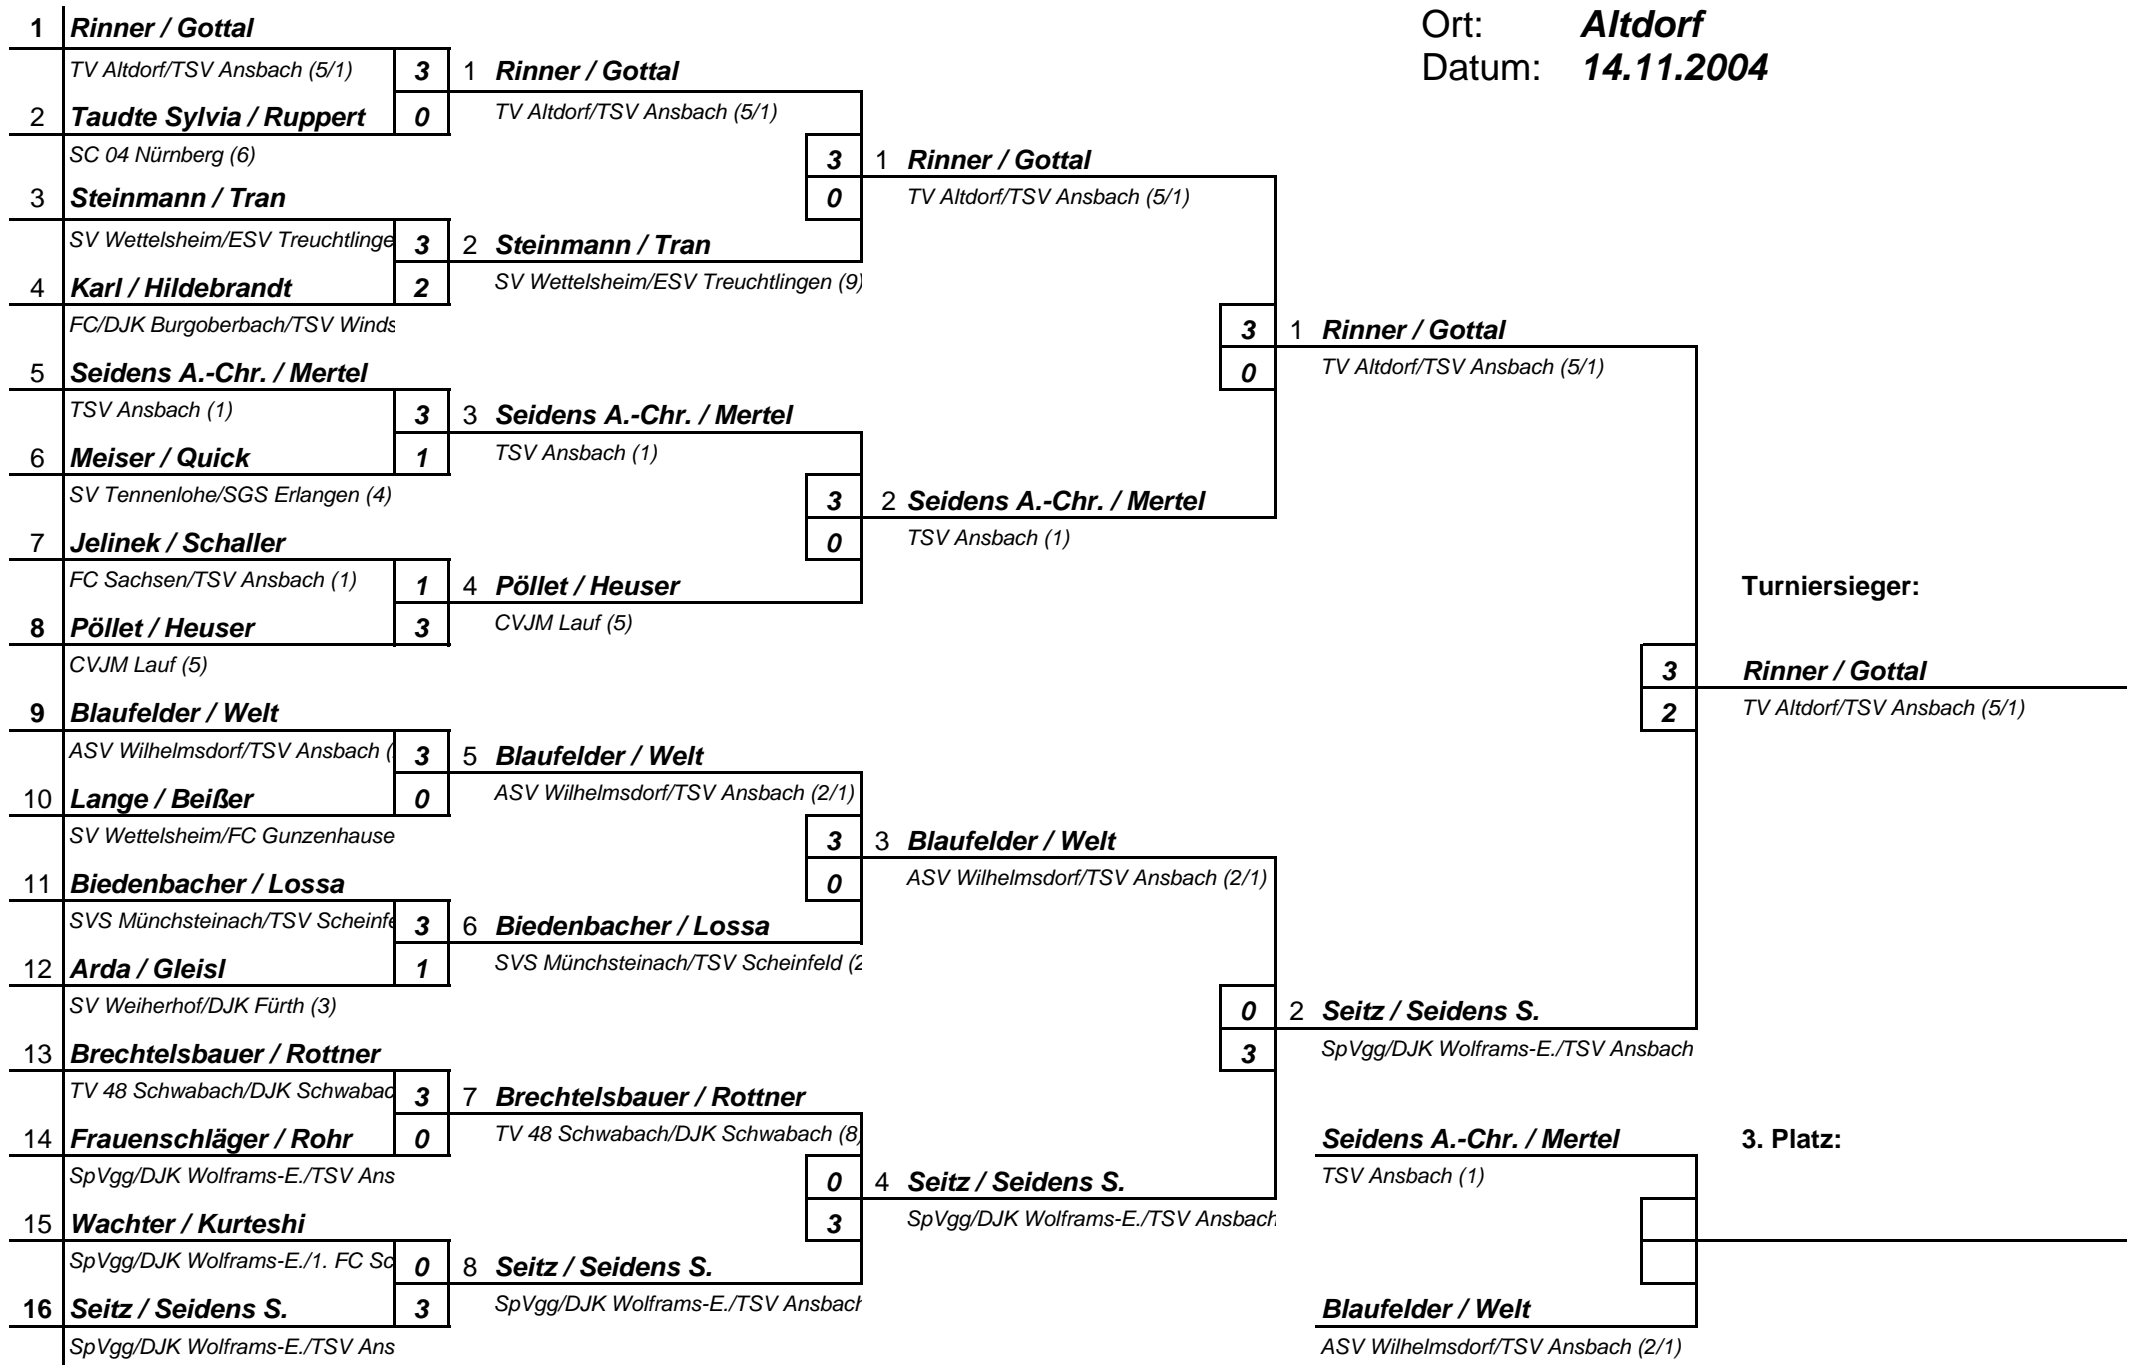 Ort: Altdorf
Datum: 14.11.2004
1 Rinner / Gottal
TV Altdorf/TSV Ansbach (5/1) 3
2 Taudte Sylvia / Ruppert 0
SC 04 Nürnberg (6)
3 Steinmann / Tran
SV Wettelsheim/ESV Treuchtlinge 3
4 Karl / Hildebrandt 2
FC/DJK Burgoberbach/TSV Winds
5 Seidens A.-Chr. / Mertel
TSV Ansbach (1) 3
6 Meiser / Quick 1
SV Tennenlohe/SGS Erlangen (4)
7 Jelinek / Schaller
FC Sachsen/TSV Ansbach (1) 1
8 Pöllet / Heuser 3
CVJM Lauf (5)
9 Blaufelder / Welt
ASV Wilhelmsdorf/TSV Ansbach ( 3
10 Lange / Beißer 0
SV Wettelsheim/FC Gunzenhause
11 Biedenbacher / Lossa
SVS Münchsteinach/TSV Scheinfe 3
12 Arda / Gleisl 1
SV Weiherhof/DJK Fürth (3)
13 Brechtelsbauer / Rottner
TV 48 Schwabach/DJK Schwabac 3
14 Frauenschläger / Rohr 0
SpVgg/DJK Wolframs-E./TSV Ans
15 Wachter / Kurteshi
SpVgg/DJK Wolframs-E./1. FC Sc 0
16 Seitz / Seidens S. 3
SpVgg/DJK Wolframs-E./TSV Ans
1 Rinner / Gottal
TV Altdorf/TSV Ansbach (5/1)
3
0
2 Steinmann / Tran
SV Wettelsheim/ESV Treuchtlingen (9)
3 Seidens A.-Chr. / Mertel
TSV Ansbach (1)
3
0
4 Pöllet / Heuser
CVJM Lauf (5)
5 Blaufelder / Welt
ASV Wilhelmsdorf/TSV Ansbach (2/1)
3
0
6 Biedenbacher / Lossa
SVS Münchsteinach/TSV Scheinfeld (2
7 Brechtelsbauer / Rottner
TV 48 Schwabach/DJK Schwabach (8)
0
3
8 Seitz / Seidens S.
SpVgg/DJK Wolframs-E./TSV Ansbach
1 Rinner / Gottal
TV Altdorf/TSV Ansbach (5/1)
3
0
2 Seidens A.-Chr. / Mertel
TSV Ansbach (1)
3 Blaufelder / Welt
ASV Wilhelmsdorf/TSV Ansbach (2/1)
0
3
4 Seitz / Seidens S.
SpVgg/DJK Wolframs-E./TSV Ansbach
1 Rinner / Gottal
TV Altdorf/TSV Ansbach (5/1)
3
2
2 Seitz / Seidens S.
SpVgg/DJK Wolframs-E./TSV Ansbach
Turniersieger:
Rinner / Gottal
TV Altdorf/TSV Ansbach (5/1)
Seidens A.-Chr. / Mertel
TSV Ansbach (1)
3. Platz:
Blaufelder / Welt
ASV Wilhelmsdorf/TSV Ansbach (2/1)